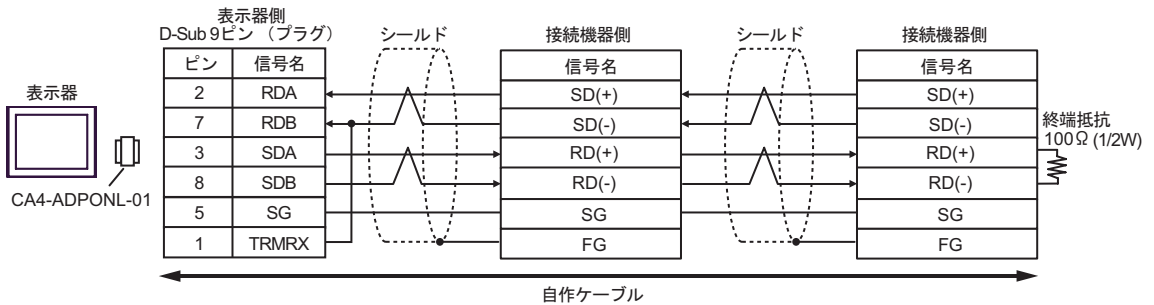 表示器側
D-Sub 9ピン （プラグ）
シールド
接続機器側
シールド
接続機器側
ピン 信号名
信号名
信号名
表示器
2 RDA
SD(+)
SD(+)
7 RDB
SD(-)
SD(-)
終端抵抗
100Ω (1/2W)
3 SDA
RD(+)
RD(+)
8 SDB
RD(-)
RD(-)
CA4-ADPONL-01
5 SG
SG
SG
1 TRMRX
FG
FG
自作ケーブル